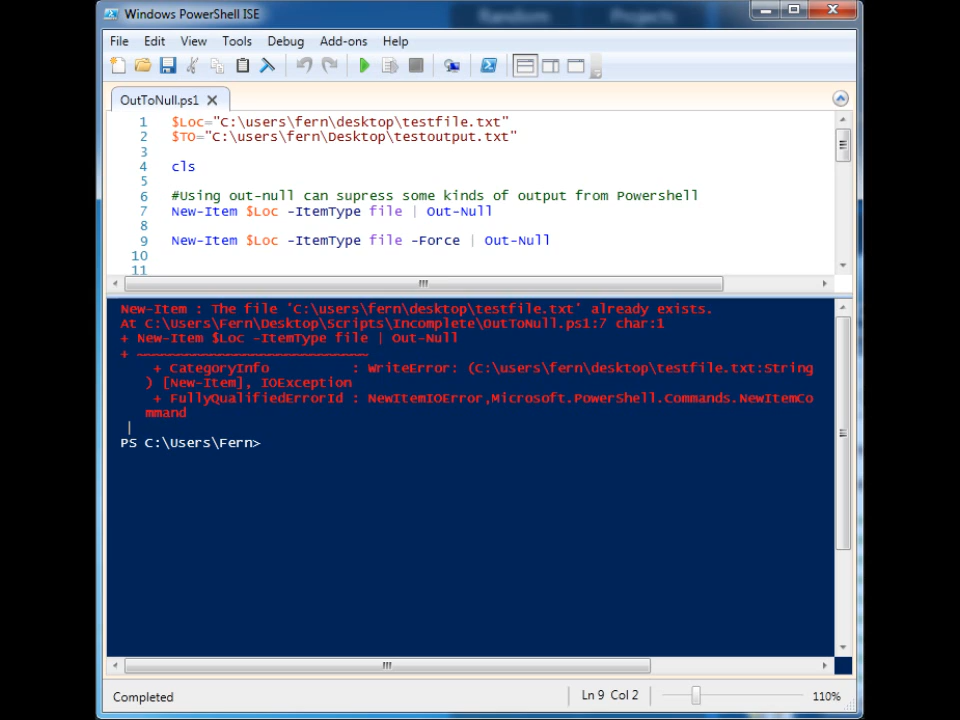 Random Projects
Windows PowerShell ISE
File Edit View Tools Debug Add-ons Help
OutToNull.ps1
1 $Loc="C:\users\fern\desktop\testfile.txt"
2 $TO="C:\users\fern\Desktop\testoutput.txt"
3
4 cls
5
6 #Using out-null can supress some kinds of output from Powershell
7 New-Item $Loc -ItemType file | Out-Null
8
9 New-Item $Loc -ItemType file -Force | Out-Null
10
11
New-Item : The file 'C:\users\fern\desktop\testfile.txt' already exists.
At C:\Users\Fern\Desktop\Scripts\Incomplete\OutToNull.ps1:7 char:1
+ New-Item $Loc -ItemType file | Out-Null
+ ~~~~~~~~~~~~~~~~~~~~~~~~~~~~
+ CategoryInfo : WriteError: (C:\users\fern\desktop\testfile.txt:String
) [New-Item], IOException
+ FullyQualifiedErrorId : NewItemIOError,Microsoft.PowerShell.Commands.NewItemCo
mmand
PS C:\Users\Fern>
Completed Ln 9 Col 2 110%